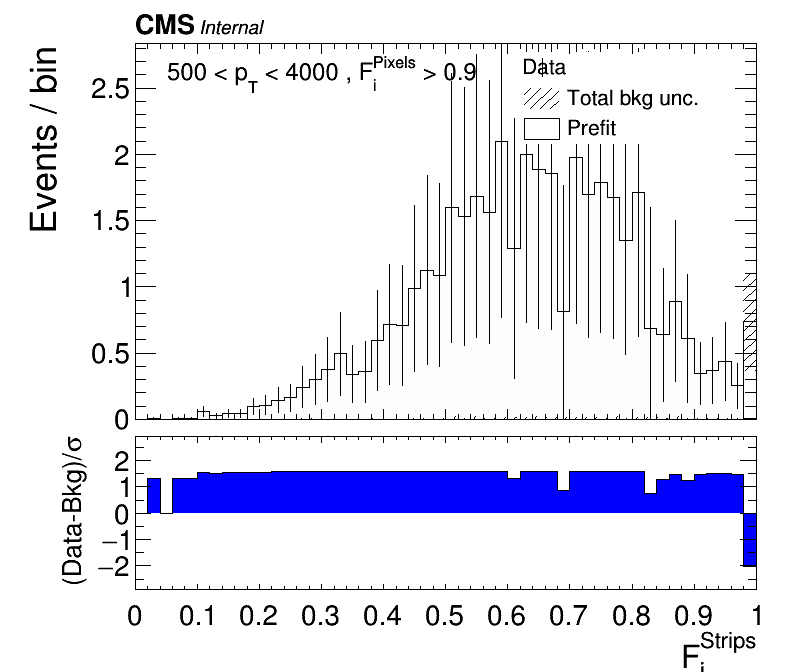 CMS Internal
500 < p_T < 4000 , F_i^Pixels > 0.9
Data
Total bkg unc.
Prefit
Events / bin
2.5
2
1.5
1
0.5
0
(Data-Bkg)/σ
2
1
0
−1
−2
0 0.1 0.2 0.3 0.4 0.5 0.6 0.7 0.8 0.9 1
F_i^Strips